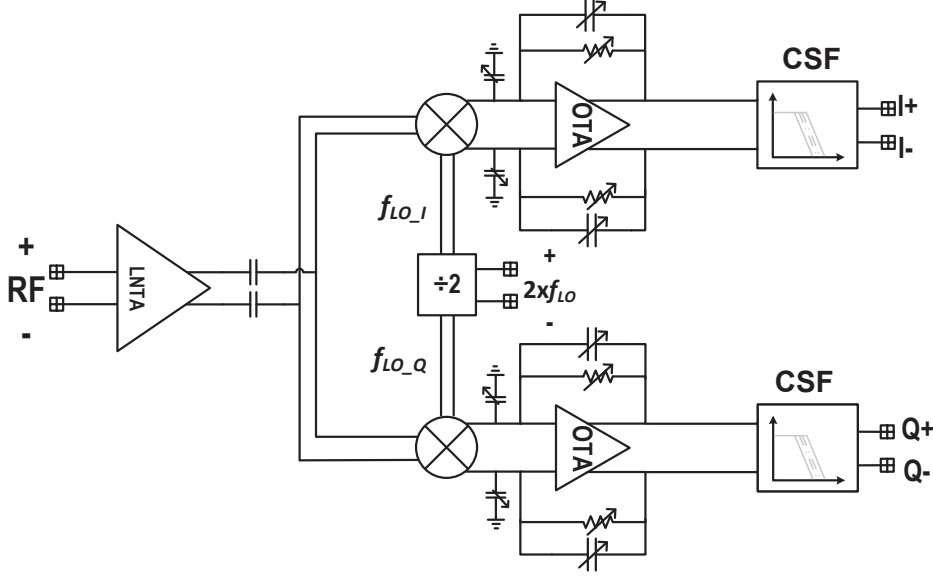 CSF
OTA
I+
I-
f_LO_I
+
RF
-
LNTA
÷2
+
2xf_LO
-
f_LO_Q
CSF
OTA
Q+
Q-